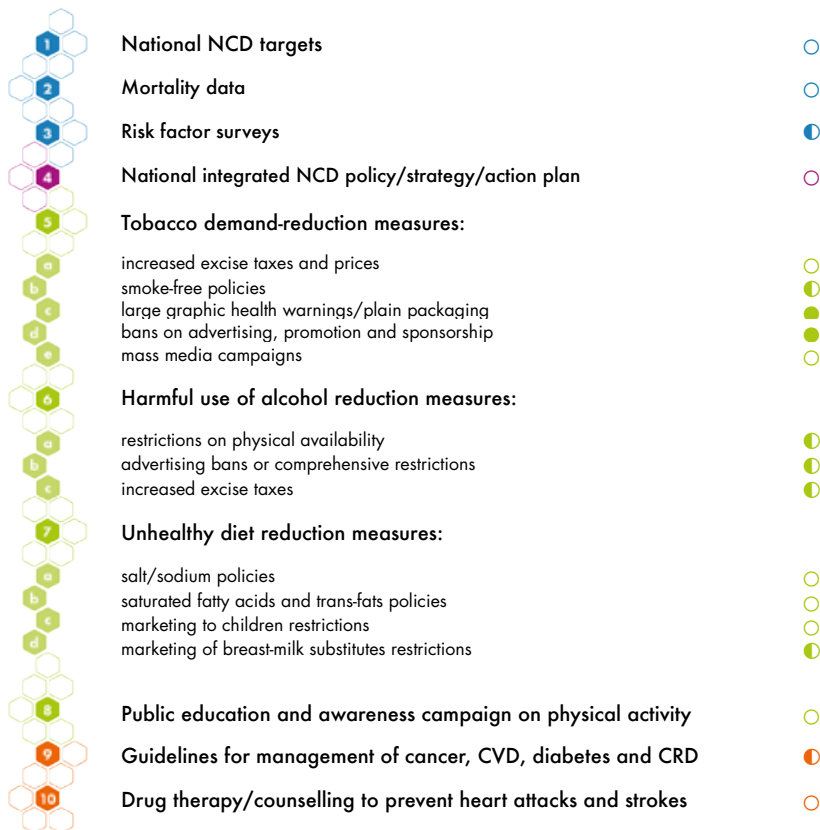 1 National NCD targets
2 Mortality data
3 Risk factor surveys
4 National integrated NCD policy/strategy/action plan
5 Tobacco demand-reduction measures:
a increased excise taxes and prices
b smoke-free policies
c large graphic health warnings/plain packaging
d bans on advertising, promotion and sponsorship
e mass media campaigns
6 Harmful use of alcohol reduction measures:
a restrictions on physical availability
b advertising bans or comprehensive restrictions
c increased excise taxes
7 Unhealthy diet reduction measures:
a salt/sodium policies
b saturated fatty acids and trans-fats policies
c marketing to children restrictions
d marketing of breast-milk substitutes restrictions
8 Public education and awareness campaign on physical activity
9 Guidelines for management of cancer, CVD, diabetes and CRD
10 Drug therapy/counselling to prevent heart attacks and strokes